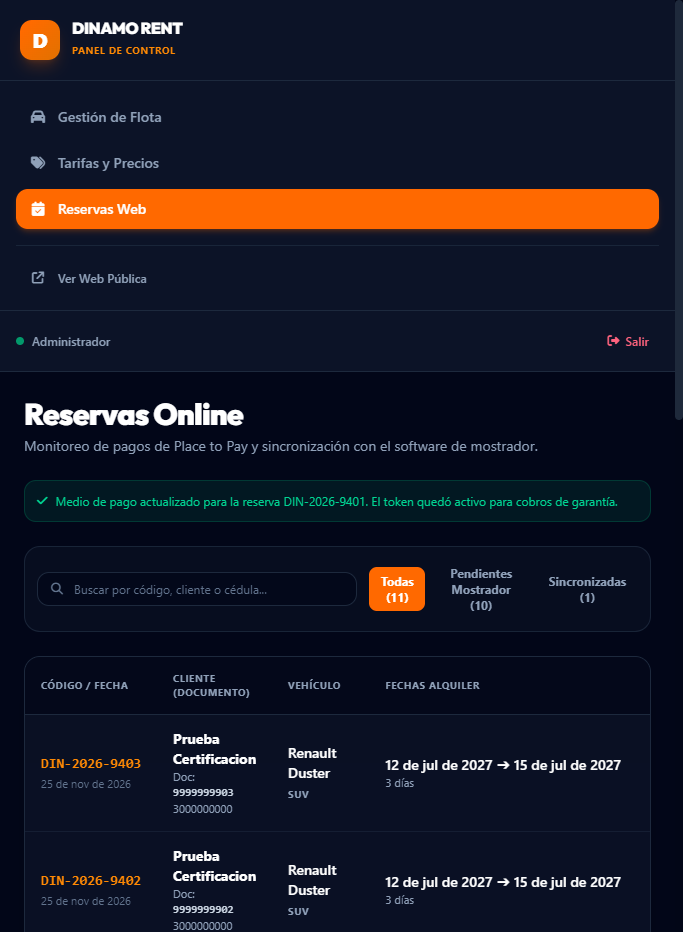 D
DINAMO RENT
PANEL DE CONTROL
Gestión de Flota
Tarifas y Precios
Reservas Web
Ver Web Pública
Administrador
Salir
Reservas Online
Monitoreo de pagos de Place to Pay y sincronización con el software de mostrador.
Medio de pago actualizado para la reserva DIN-2026-9401. El token quedó activo para cobros de garantía.
Buscar por código, cliente o cédula...
Todas
(11)
Pendientes
Mostrador
(10)
Sincronizadas
(1)
CÓDIGO / FECHA
CLIENTE
(DOCUMENTO)
VEHÍCULO
FECHAS ALQUILER
DIN-2026-9403
25 de nov de 2026
Prueba
Certificacion
Doc:
9999999903
3000000000
Renault
Duster
SUV
12 de jul de 2027 → 15 de jul de 2027
3 días
DIN-2026-9402
25 de nov de 2026
Prueba
Certificacion
Doc:
9999999902
3000000000
Renault
Duster
SUV
12 de jul de 2027 → 15 de jul de 2027
3 días